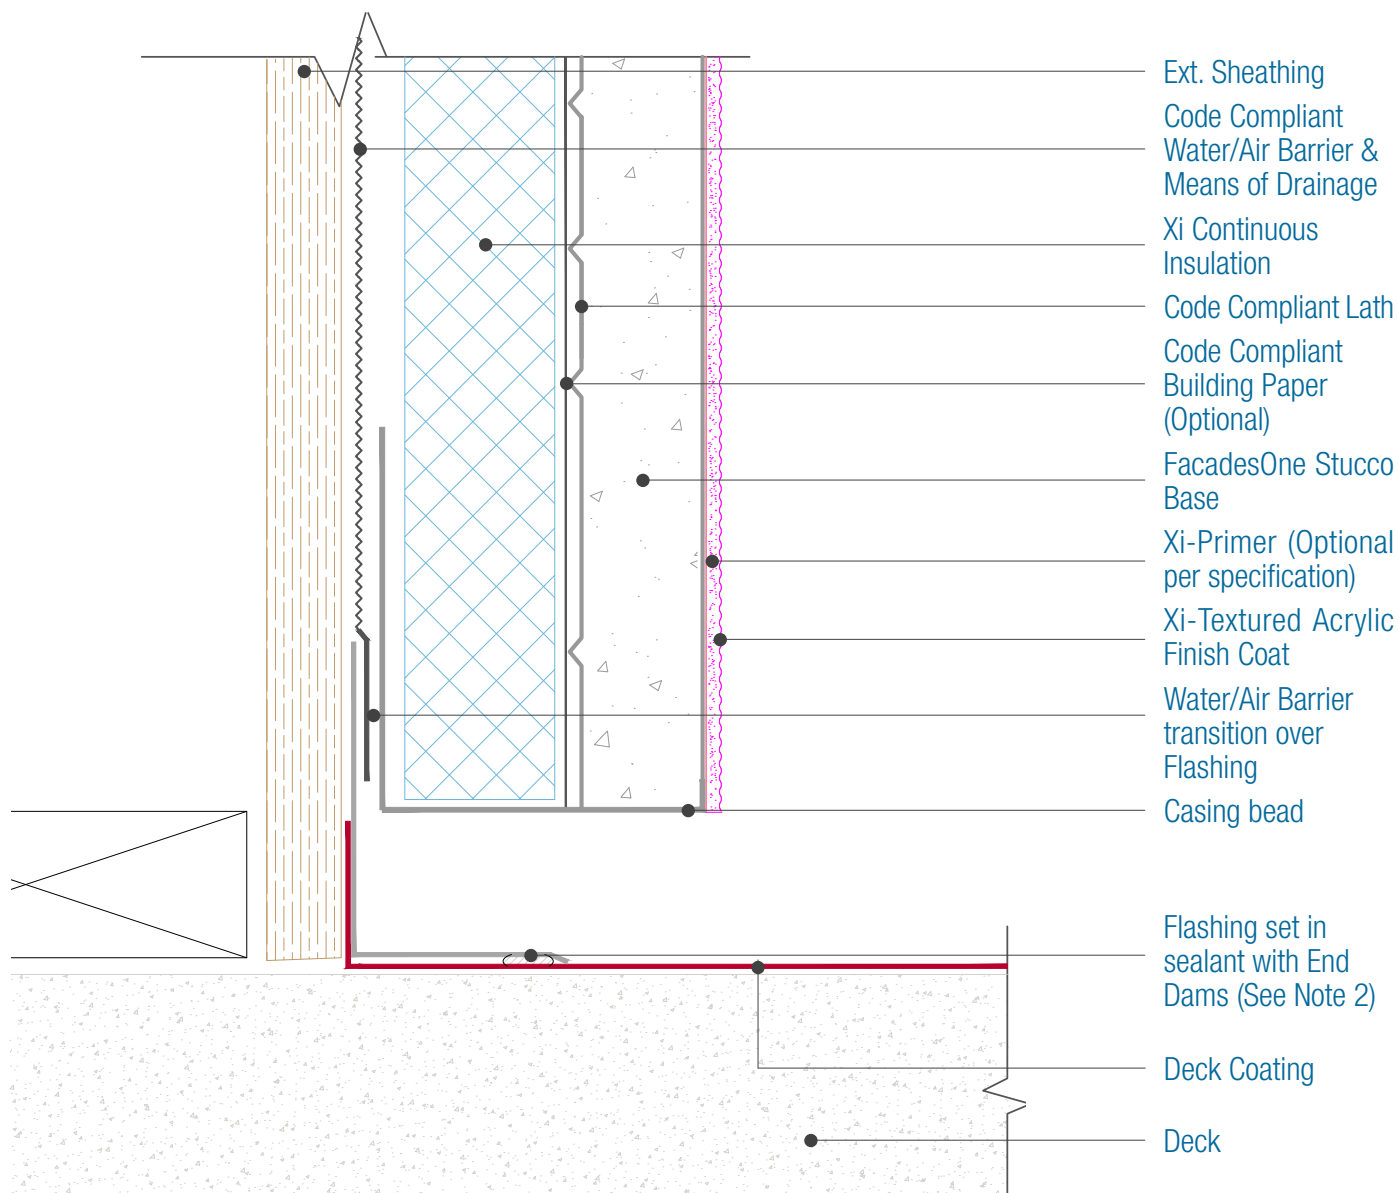 Ext. Sheathing
Code Compliant
Water/Air Barrier &
Means of Drainage
Xi Continuous
Insulation
Code Compliant Lath
Code Compliant
Building Paper
(Optional)
FacadesOne Stucco
Base
Xi-Primer (Optional
per specification)
Xi-Textured Acrylic
Finish Coat
Water/Air Barrier
transition over
Flashing
Casing bead
Flashing set in
sealant with End
Dams (See Note 2)
Deck Coating
Deck